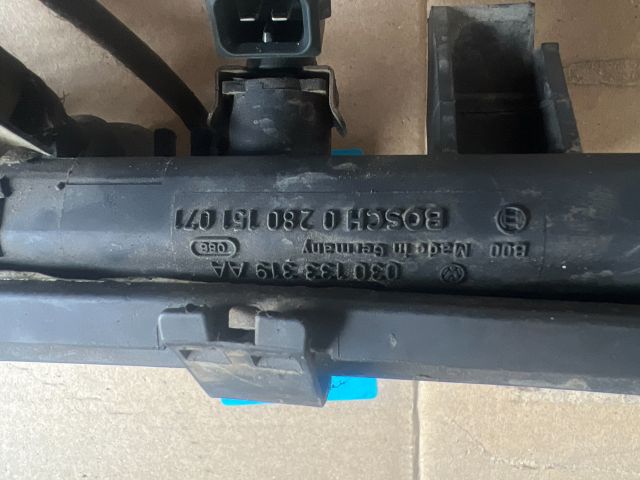 030 133 319 AA
B00 Made in Germany
BOSCH 0 280 151 071